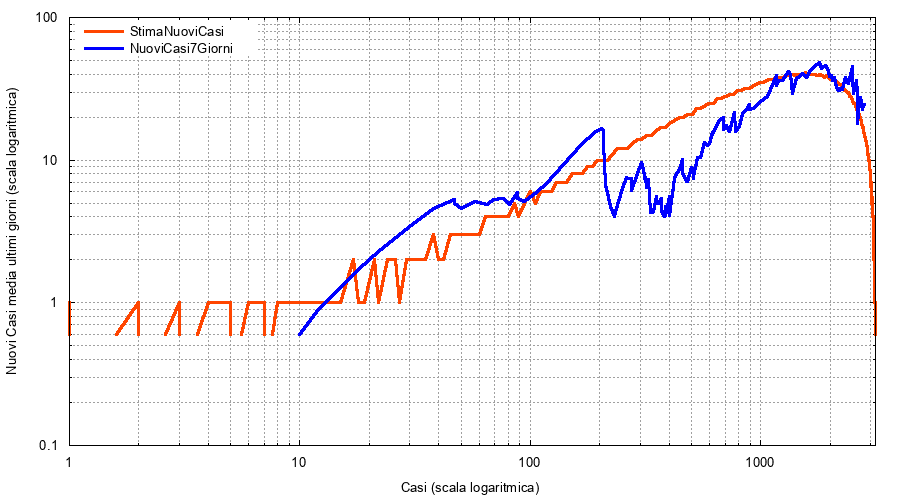 100
10
1
0.1
1
10
100
1000
Nuovi Casi media ultimi giorni (scala logaritmica)
Casi (scala logaritmica)
StimaNuoviCasi
NuoviCasi7Giorni